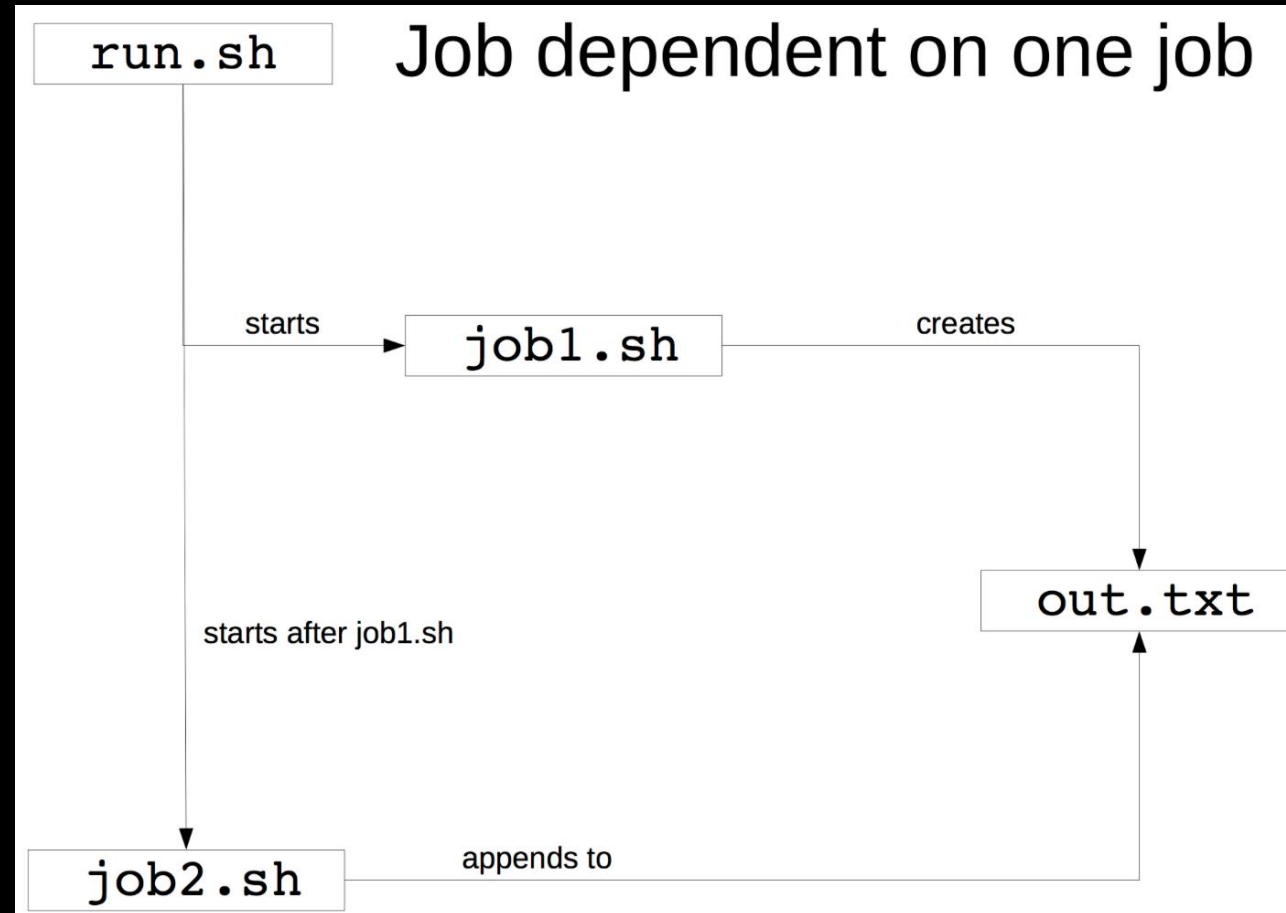 run.sh
Job dependent on one job
starts
job1.sh
creates
out.txt
starts after job1.sh
job2.sh
appends to